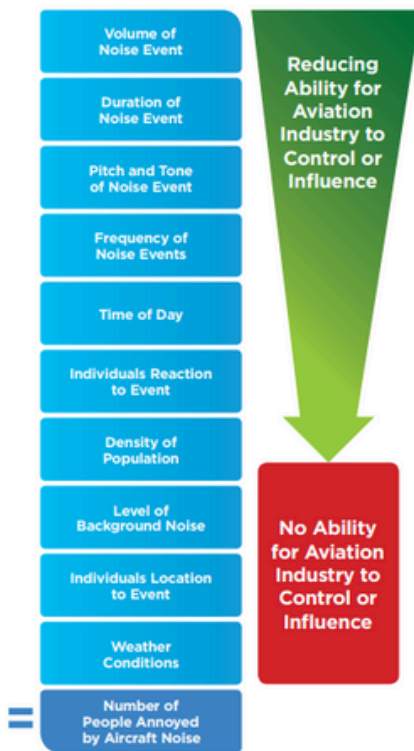 Volume of
Noise Event
Duration of
Noise Event
Pitch and Tone
of Noise Event
Frequency of
Noise Events
Time of Day
Individuals Reaction
to Event
Density of
Population
Level of
Background Noise
Individuals Location
to Event
Weather
Conditions
=
Number of
People Annoyed
by Aircraft Noise
Reducing
Ability for
Aviation
Industry to
Control or
Influence
No Ability
for Aviation
Industry to
Control or
Influence